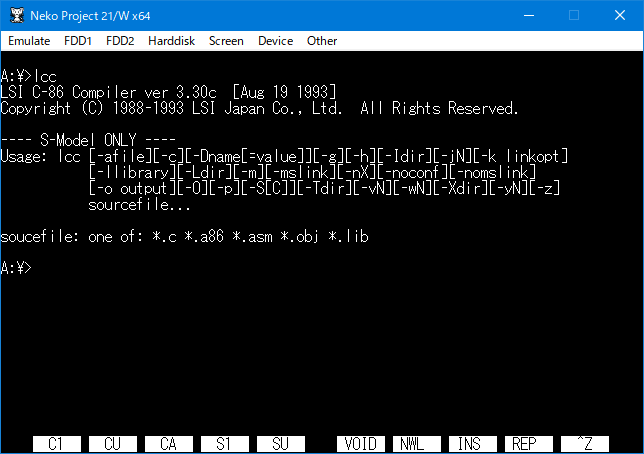 Neko Project 21/W x64
Emulate FDD1 FDD2 Harddisk Screen Device Other
A:¥>lcc
LSI C-86 Compiler ver 3.30c [Aug 19 1993]
Copyright (C) 1988-1993 LSI Japan Co., Ltd. All Rights Reserved.
---- S-Model ONLY ----
Usage: lcc [-afile][-c][-Dname[=value]][-g][-h][-Idir][-jN][-k linkopt]
[-llibrary][-Ldir][-m][-mslink][-nX][-noconf][-nomslink]
[-o output][-O][-p][-S[C]][-Tdir][-vN][-wN][-Xdir][-yN][-z]
sourcefile...
soucefile: one of: *.c *.a86 *.asm *.obj *.lib
A:¥>
C1 CU CA S1 SU VOID NWL INS REP ^Z